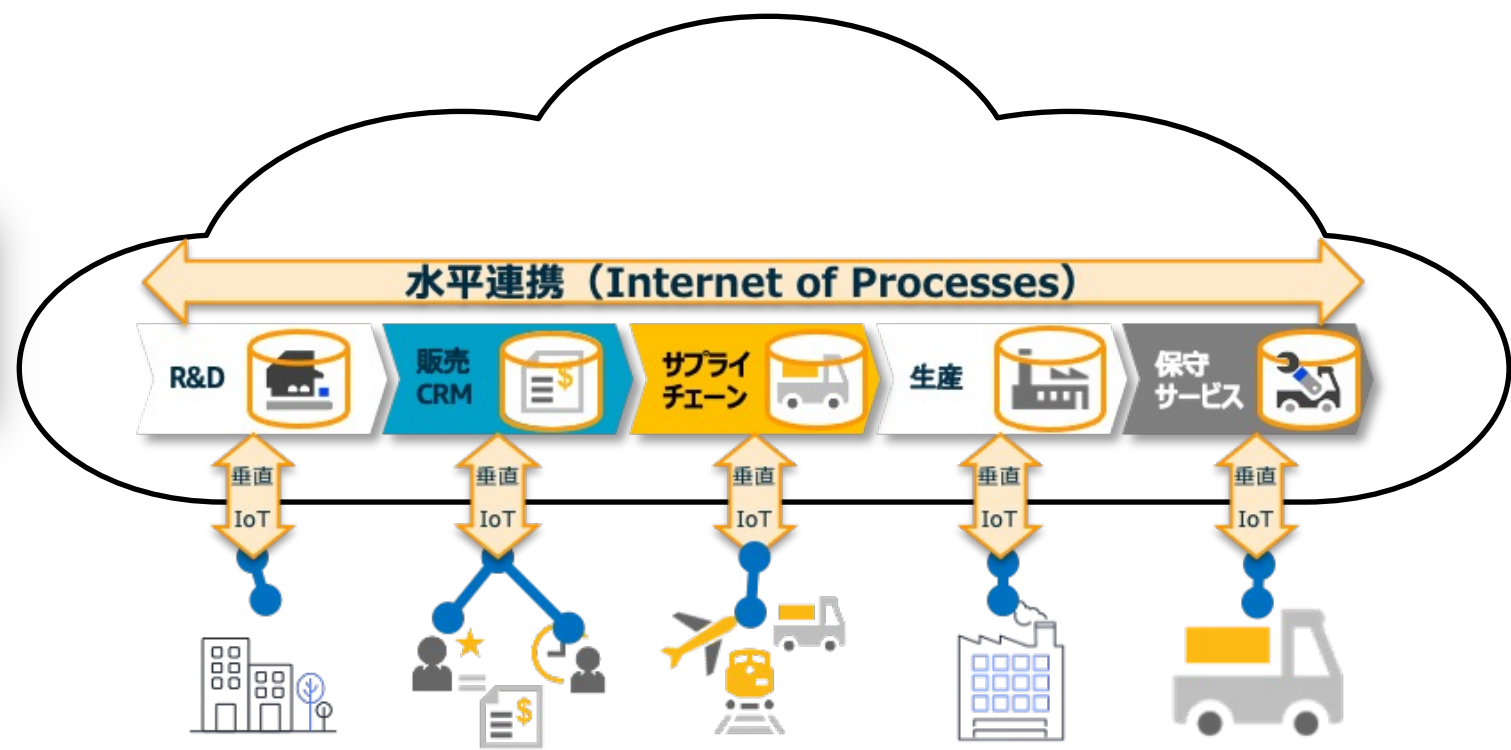 水平連携（Internet of Processes）
R&D
販売
CRM
サプライ
チェーン
生産
保守
サービス
垂直
IoT
垂直
IoT
垂直
IoT
垂直
IoT
垂直
IoT